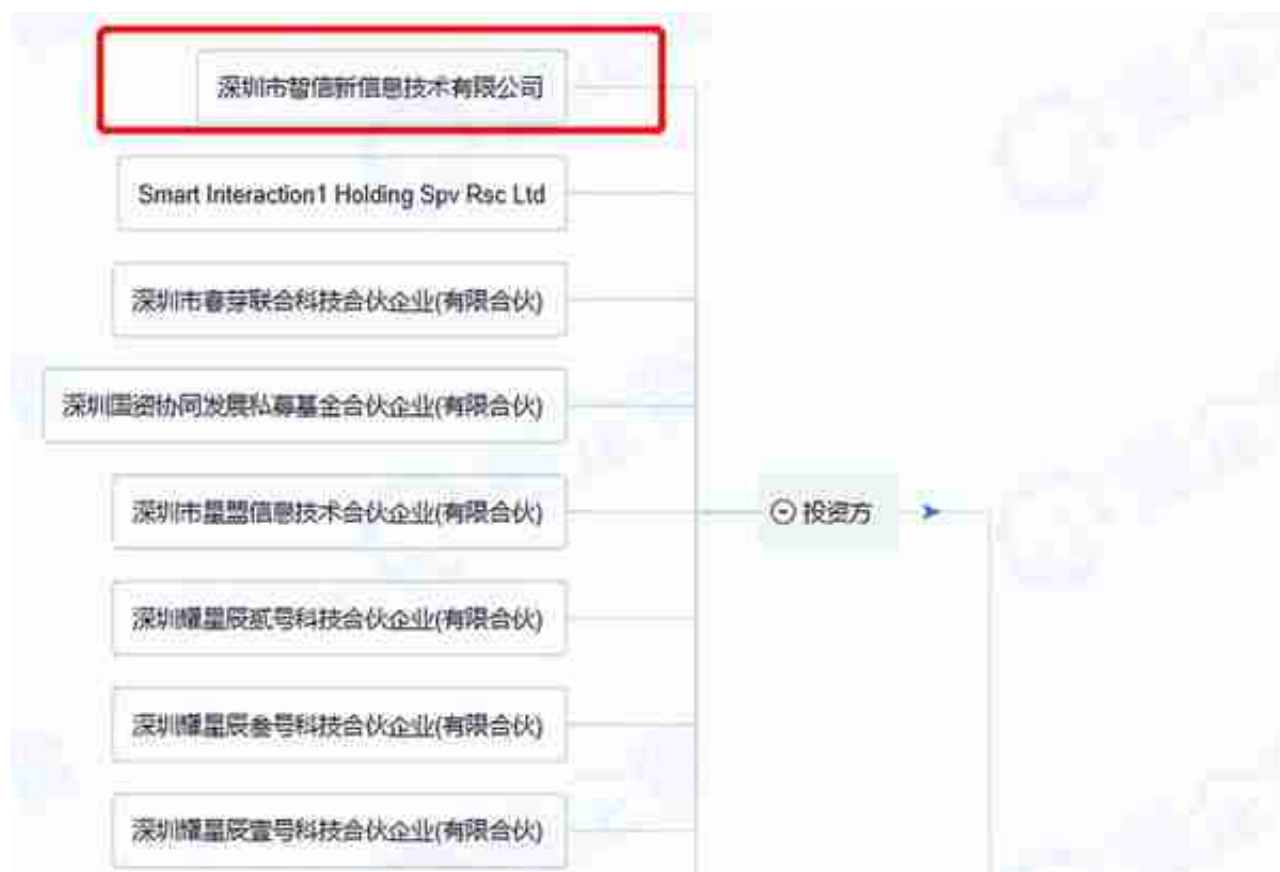 深圳市智信新信息技术有限公司
Smart Interaction1 Holding Spv Rsc Ltd
深圳市春芽联合科技合伙企业(有限合伙)
深圳国资协同发展私募基金合伙企业(有限合伙)
深圳市星盟信息技术合伙企业(有限合伙)
投资方
深圳耀星辰贰号科技合伙企业(有限合伙)
深圳耀星辰叁号科技合伙企业(有限合伙)
深圳耀星辰壹号科技合伙企业(有限合伙)